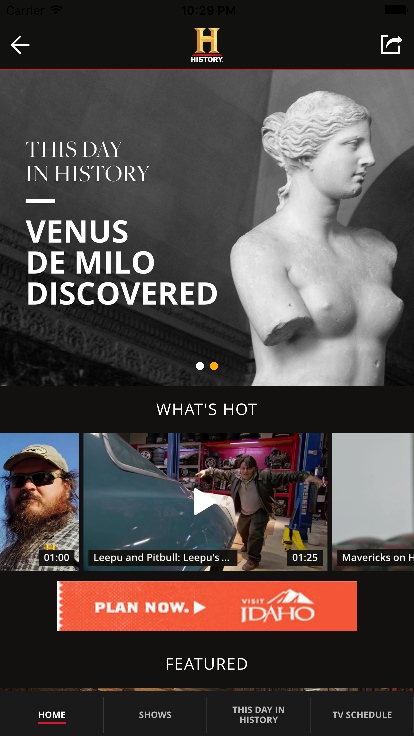 Carrier 10:29 PM
H
HISTORY
THIS DAY
IN HISTORY
VENUS
DE MILO
DISCOVERED
WHAT'S HOT
01:00
Leepu and Pitbull: Leepu's ...
01:25
Mavericks on H
PLAN NOW.
VISIT
IDAHO
FEATURED
HOME
SHOWS
THIS DAY IN
HISTORY
TV SCHEDULE